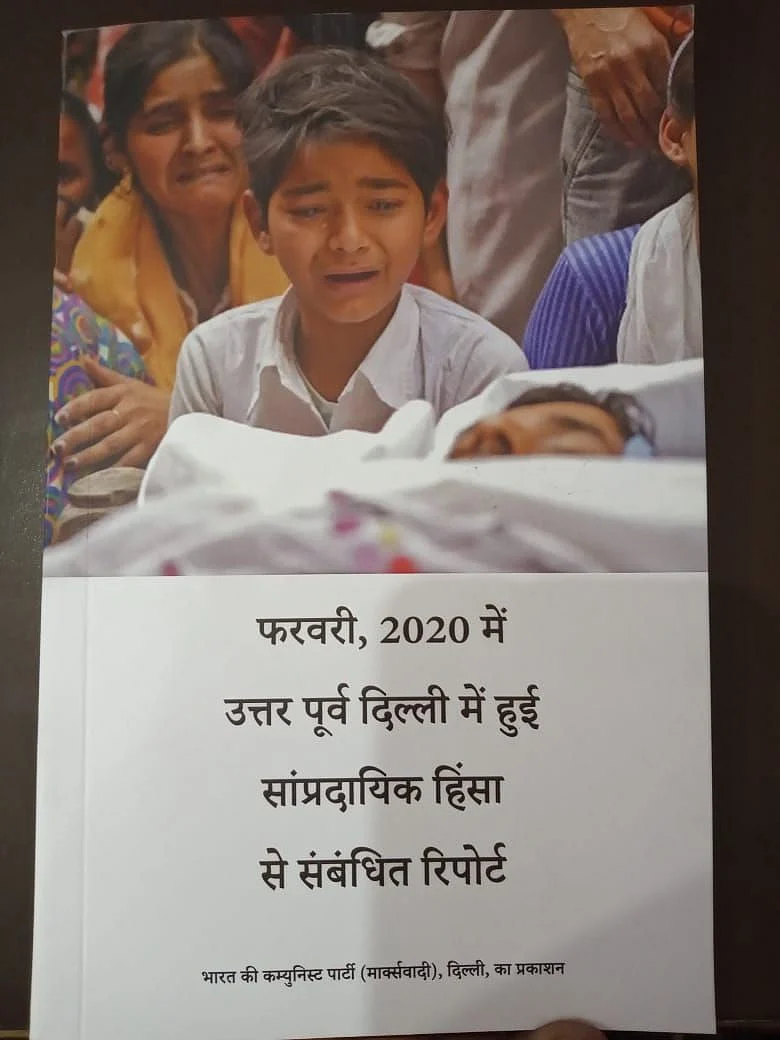 फरवरी, 2020 में
उत्तर पूर्व दिल्ली में हुई
सांप्रदायिक हिंसा
से संबंधित रिपोर्ट
भारत की कम्युनिस्ट पार्टी (मार्क्सवादी), दिल्ली, का प्रकाशन